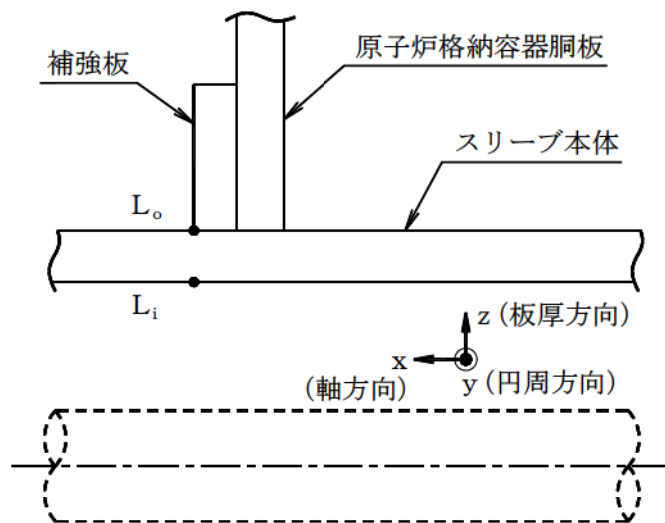 原子炉格納容器胴板
補強板
スリーブ本体
Lo
Li
z (板厚方向)
x
(軸方向)
y (円周方向)